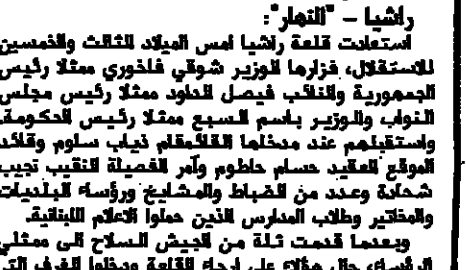 راشيا – "النهار":
استعادت قلعة راشيا امس الميلاد الثالث والخمسين
للاستقلال، فزارها الوزير شوقي فاخوري ممثلا رئيس
الجمهورية والنائب فيصل الداود ممثلا رئيس مجلس
النواب والوزير باسم السبع ممثلا رئيس الحكومة.
واستقبلهم عند مدخلها القائمقام ذياب سلوم وقائد
الموقع العقيد حسام حاطوم وآمر الفصيلة النقيب نجيب
شحادة وعدد من الضباط والمشايخ ورؤساء البلديات
والمخاتير وطلاب المدارس الذين حملوا الاعلام اللبنانية.
وبعدما قدمت ثلة من الجيش السلاح الى ممثلي
الرؤساء، جال هؤلاء على ارجاء القلعة ودخلوا الغرف التي